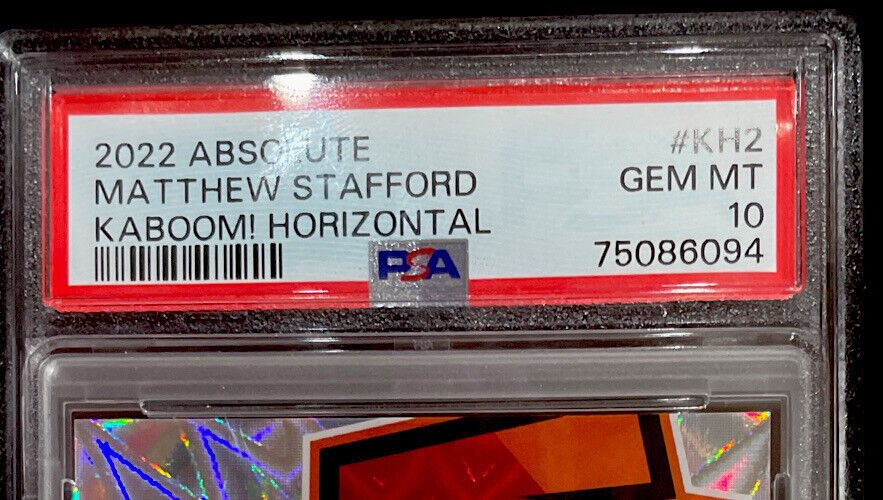 2022 ABSOLUTE #KH2
MATTHEW STAFFORD GEM MT
KABOOM! HORIZONTAL 10
PSA 75086094